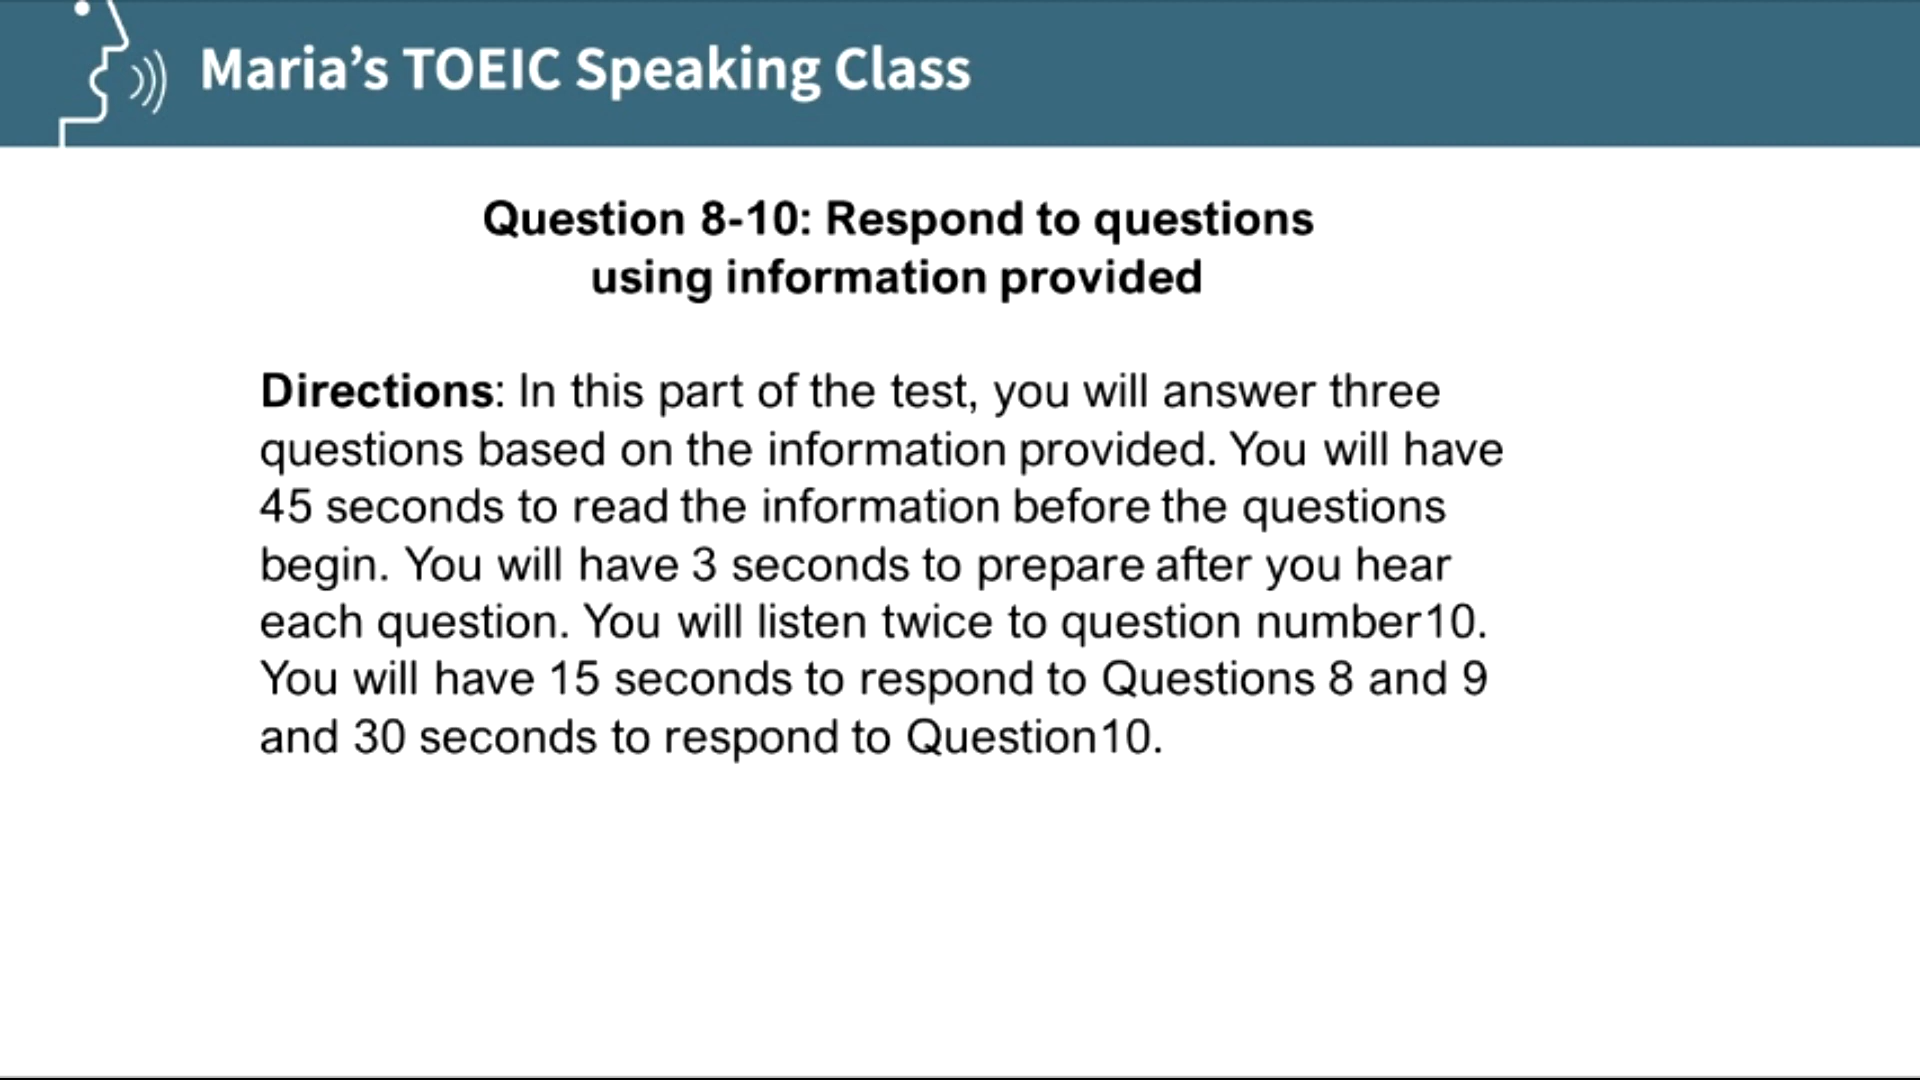 Maria’s TOEIC Speaking Class
Question 8-10: Respond to questions
using information provided
Directions: In this part of the test, you will answer three
questions based on the information provided. You will have
45 seconds to read the information before the questions
begin. You will have 3 seconds to prepare after you hear
each question. You will listen twice to question number10.
You will have 15 seconds to respond to Questions 8 and 9
and 30 seconds to respond to Question10.